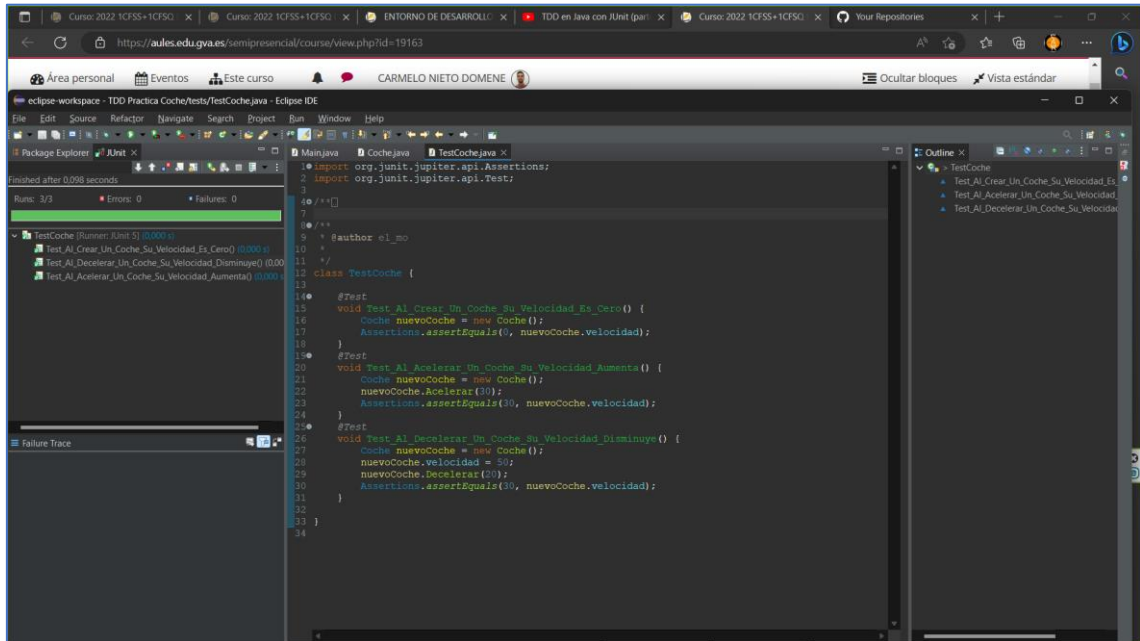 Curso: 2022 1CFSS+1CFSQ
Curso: 2022 1CFSS+1CFSQ
ENTORNO DE DESARROLLO
TDD en Java con JUnit (part
Curso: 2022 1CFSS+1CFSQ
Your Repositories
https://aules.edu.gva.es/semipresencial/course/view.php?id=19163
Área personal
Eventos
Este curso
CARMELO NIETO DOMENE
Ocultar bloques
Vista estándar
eclipse-workspace - TDD Practica Coche/tests/TestCoche.java - Eclipse IDE
File Edit Source Refactor Navigate Search Project Run Window Help
Package Explorer
JUnit
Finished after 0,098 seconds
Runs: 3/3
Errors: 0
Failures: 0
TestCoche [Runner: JUnit 5] (0,000 s)
Test_Al_Crear_Un_Coche_Su_Velocidad_Es_Cero() (0,000 s)
Test_Al_Decelerar_Un_Coche_Su_Velocidad_Disminuye() (0,00
Test_Al_Acelerar_Un_Coche_Su_Velocidad_Aumenta() (0,000 s
Failure Trace
Main.java
Coche.java
TestCoche.java
1 import org.junit.jupiter.api.Assertions;
2 import org.junit.jupiter.api.Test;
3
4 /**
7
8 /**
9 * @author el_mo
10 *
11 */
12 class TestCoche {
13
14 @Test
15 void Test_Al_Crear_Un_Coche_Su_Velocidad_Es_Cero() {
16 Coche nuevoCoche = new Coche();
17 Assertions.assertEquals(0, nuevoCoche.velocidad);
18 }
19 @Test
20 void Test_Al_Acelerar_Un_Coche_Su_Velocidad_Aumenta() {
21 Coche nuevoCoche = new Coche();
22 nuevoCoche.Acelerar(30);
23 Assertions.assertEquals(30, nuevoCoche.velocidad);
24 }
25 @Test
26 void Test_Al_Decelerar_Un_Coche_Su_Velocidad_Disminuye() {
27 Coche nuevoCoche = new Coche();
28 nuevoCoche.velocidad = 50;
29 nuevoCoche.Decelerar(20);
30 Assertions.assertEquals(30, nuevoCoche.velocidad);
31 }
32
33 }
34
Outline
TestCoche
Test_Al_Crear_Un_Coche_Su_Velocidad_Es_
Test_Al_Acelerar_Un_Coche_Su_Velocidad_
Test_Al_Decelerar_Un_Coche_Su_Velocidad